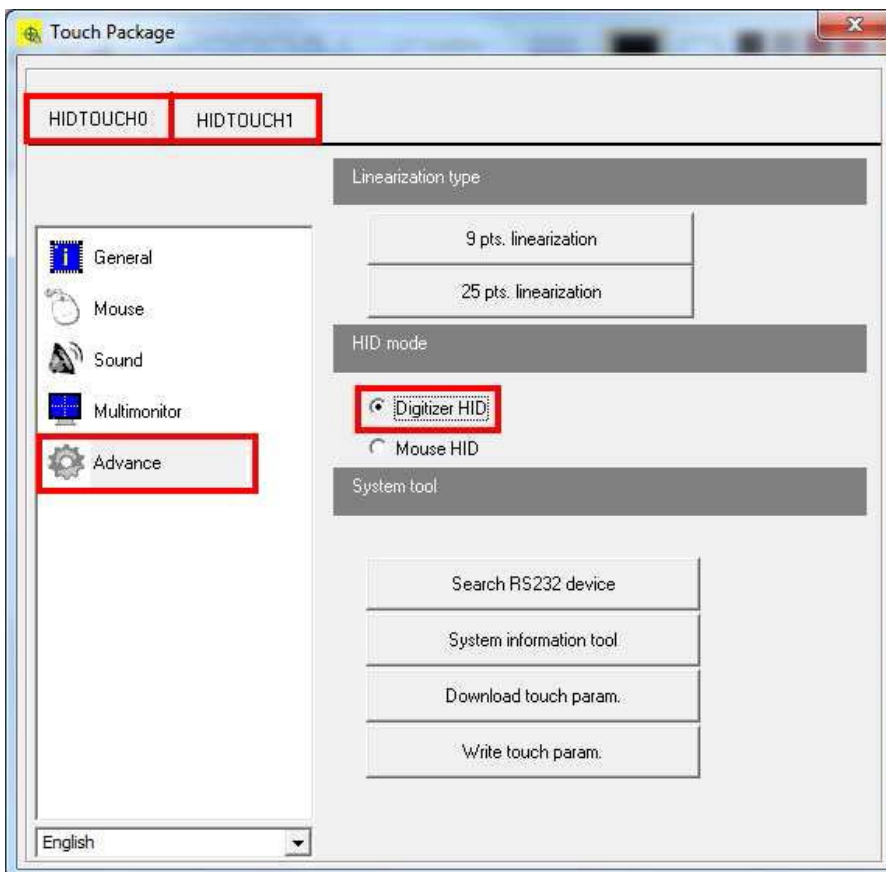 Touch Package
HIDTOUCH0
HIDTOUCH1
General
Mouse
Sound
Multimonitor
Advance
English
Linearization type
9 pts. linearization
25 pts. linearization
HID mode
Digitizer HID
Mouse HID
System tool
Search RS232 device
System information tool
Download touch param.
Write touch param.